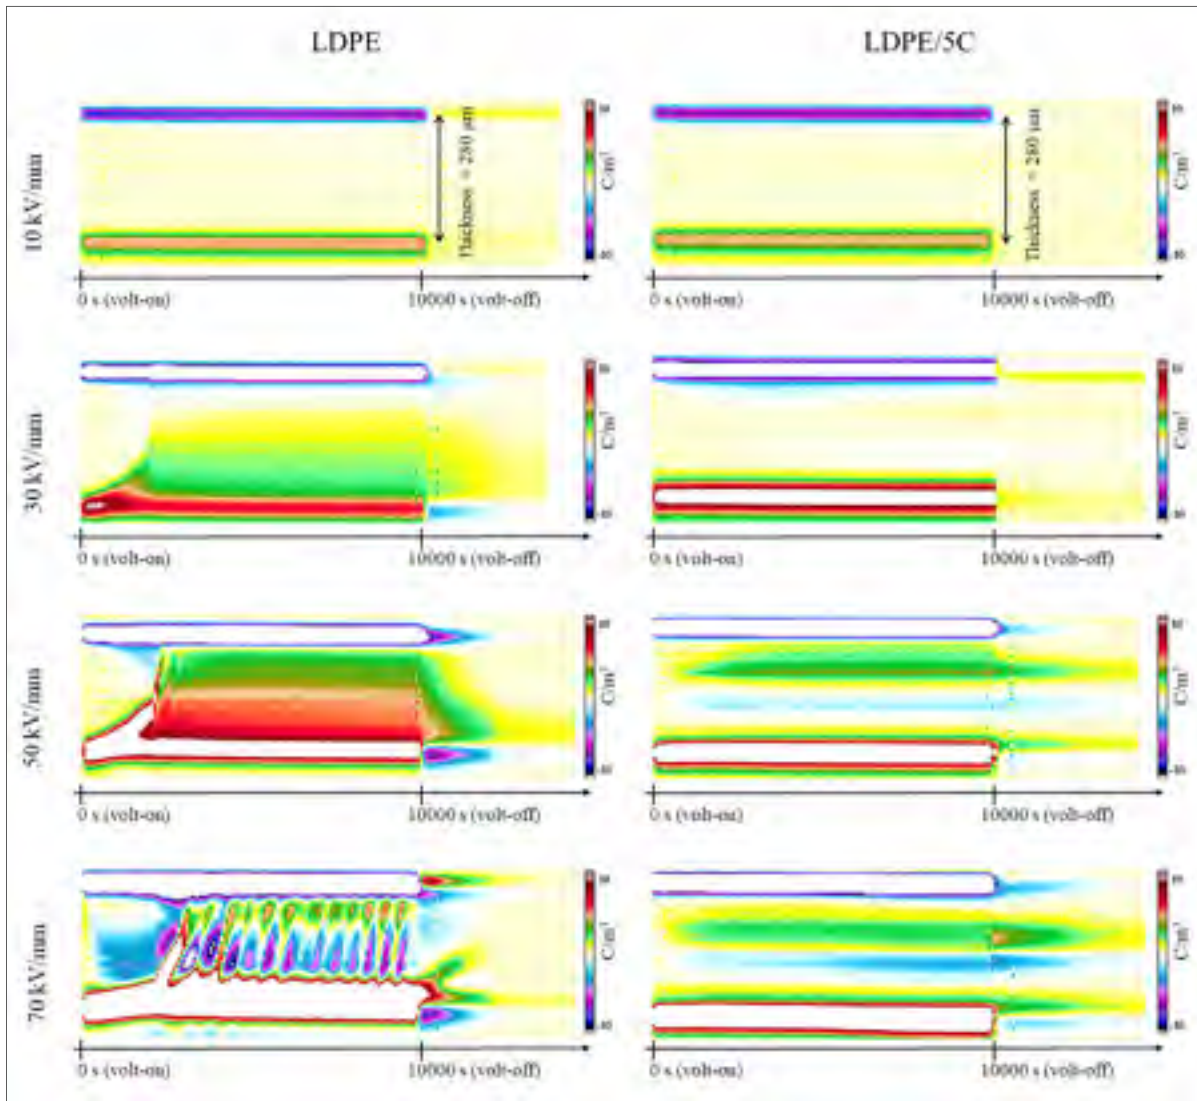 LDPE
LDPE/5C
10 kV/mm
Thickness = 280 μm
C/m³
0 s (volt-on)
10000 s (volt-off)
Thickness = 280 μm
C/m³
0 s (volt-on)
10000 s (volt-off)
30 kV/mm
C/m³
0 s (volt-on)
10000 s (volt-off)
C/m³
0 s (volt-on)
10000 s (volt-off)
50 kV/mm
C/m³
0 s (volt-on)
10000 s (volt-off)
C/m³
0 s (volt-on)
10000 s (volt-off)
70 kV/mm
C/m³
0 s (volt-on)
10000 s (volt-off)
C/m³
0 s (volt-on)
10000 s (volt-off)